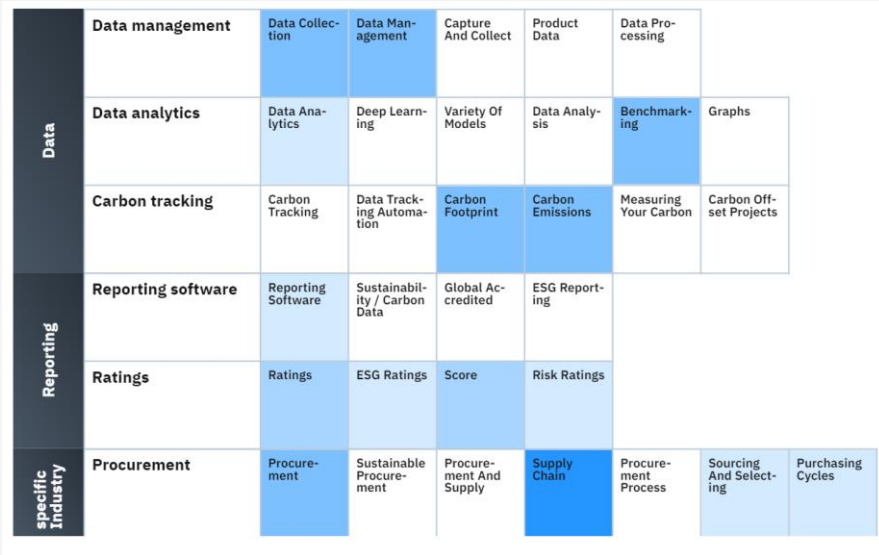 Data
Data management
Data Collec-
tion
Data Man-
agement
Capture
And Collect
Product
Data
Data Pro-
cessing
Data analytics
Data Ana-
lytics
Deep Learn-
ing
Variety Of
Models
Data Analy-
sis
Benchmark-
ing
Graphs
Carbon tracking
Carbon
Tracking
Data Track-
ing Automa-
tion
Carbon
Footprint
Carbon
Emissions
Measuring
Your Carbon
Carbon Off-
set Projects
Reporting
Reporting software
Reporting
Software
Sustainabil-
ity / Carbon
Data
Global Ac-
credited
ESG Report-
ing
Ratings
Ratings
ESG Ratings
Score
Risk Ratings
specific
Industry
Procurement
Procure-
ment
Sustainable
Procure-
ment
Procure-
ment And
Supply
Supply
Chain
Procure-
ment
Process
Sourcing
And Select-
ing
Purchasing
Cycles